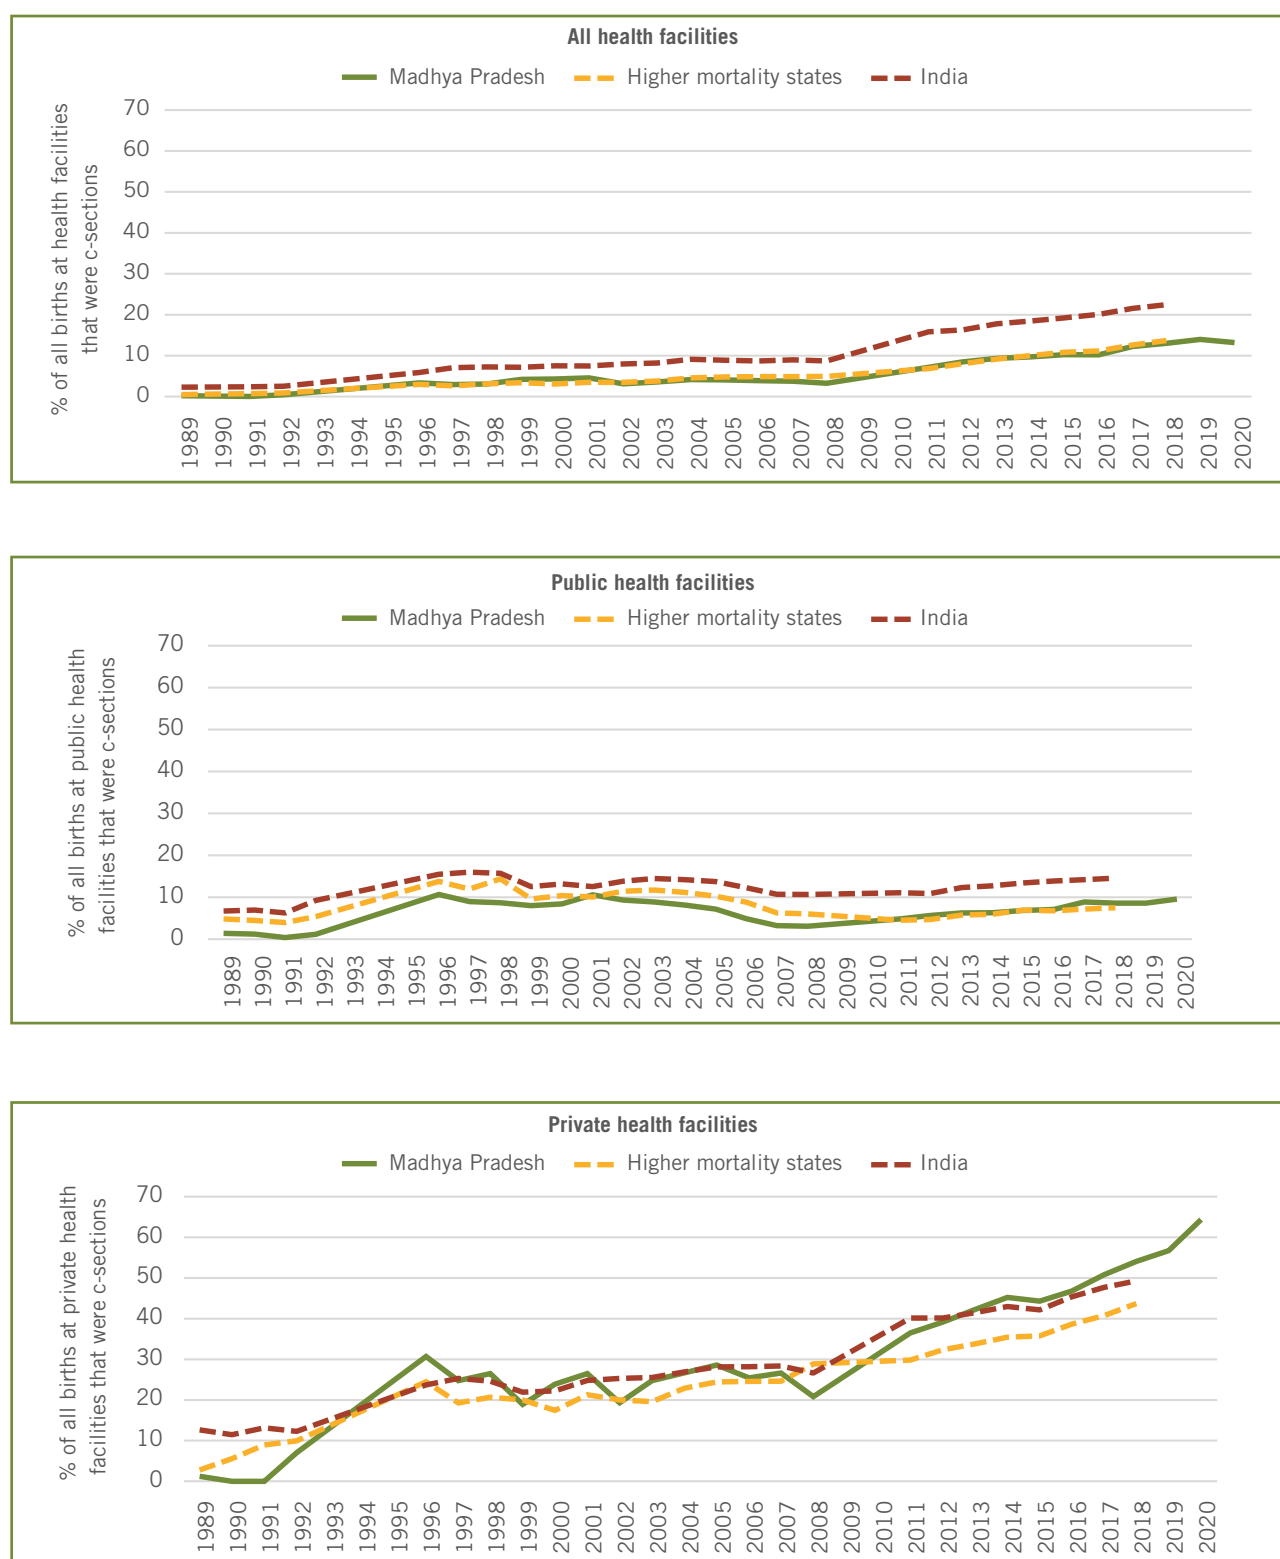 All health facilities
Madhya Pradesh Higher mortality states India
% of all births at health facilities
that were c-sections
70
60
50
40
30
20
10
0
1989 1990 1991 1992 1993 1994 1995 1996 1997 1998 1999 2000 2001 2002 2003 2004 2005 2006 2007 2008 2009 2010 2011 2012 2013 2014 2015 2016 2017 2018 2019 2020
Public health facilities
Madhya Pradesh Higher mortality states India
% of all births at public health
facilities that were c-sections
70
60
50
40
30
20
10
0
1989 1990 1991 1992 1993 1994 1995 1996 1997 1998 1999 2000 2001 2002 2003 2004 2005 2006 2007 2008 2009 2010 2011 2012 2013 2014 2015 2016 2017 2018 2019 2020
Private health facilities
Madhya Pradesh Higher mortality states India
% of all births at private health
facilities that were c-sections
70
60
50
40
30
20
10
0
1989 1990 1991 1992 1993 1994 1995 1996 1997 1998 1999 2000 2001 2002 2003 2004 2005 2006 2007 2008 2009 2010 2011 2012 2013 2014 2015 2016 2017 2018 2019 2020